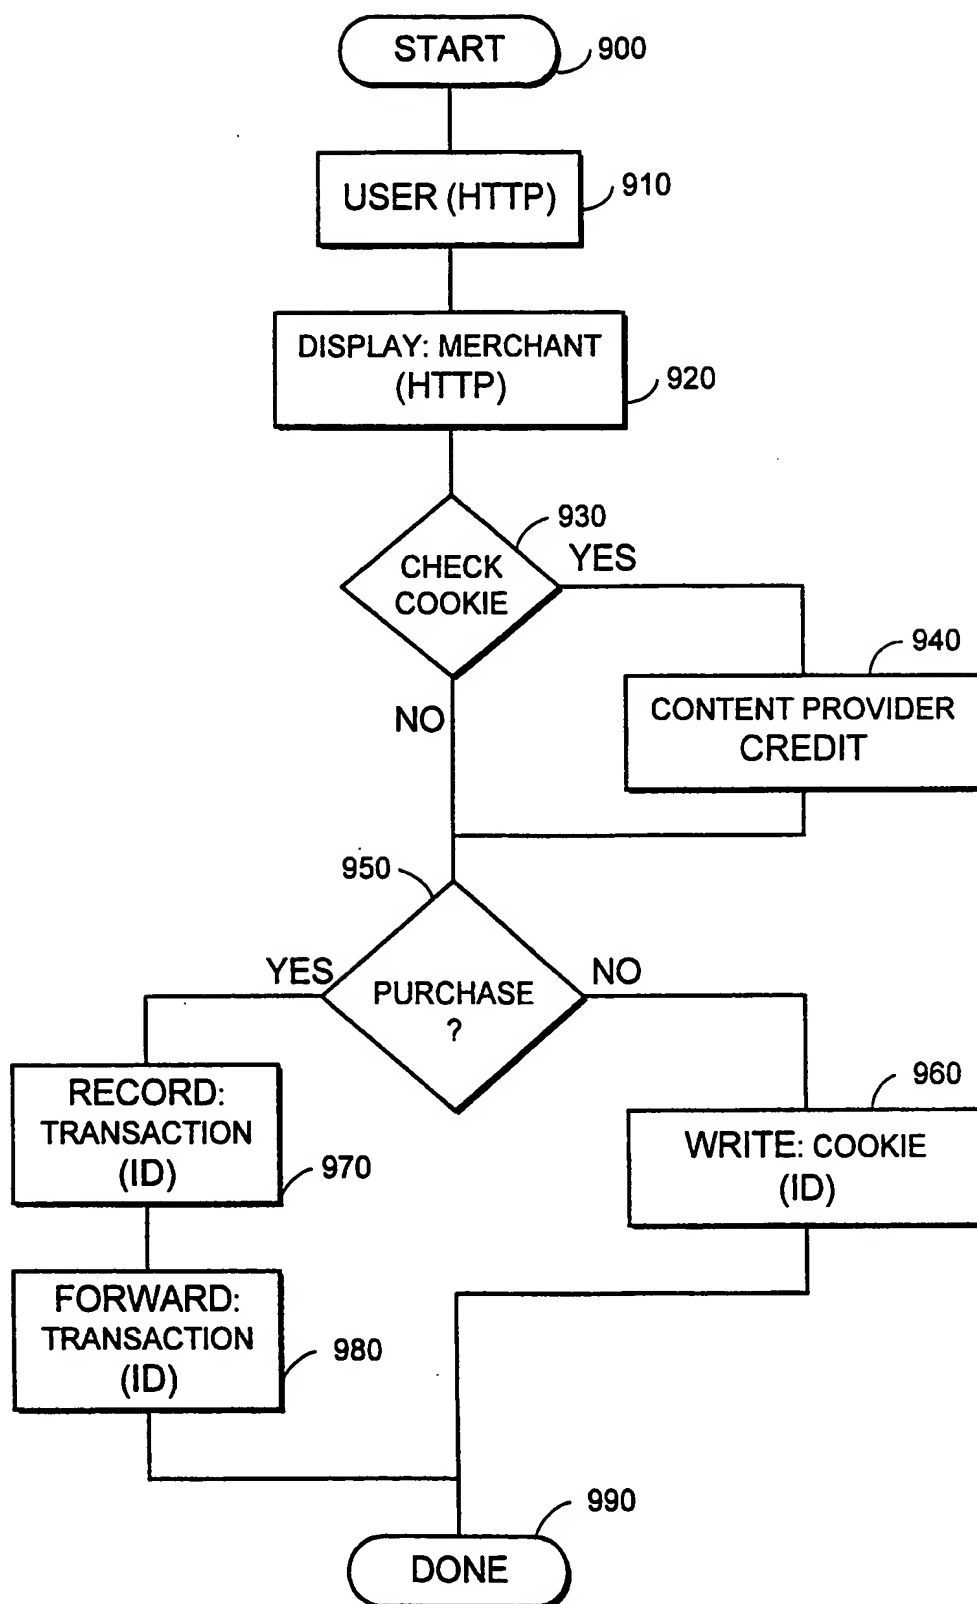 START
900
USER (HTTP)
910
DISPLAY: MERCHANT
(HTTP)
920
930
CHECK
COOKIE
YES
NO
940
CONTENT PROVIDER
CREDIT
950
YES
PURCHASE
?
NO
RECORD:
TRANSACTION
(ID)
970
960
WRITE: COOKIE
(ID)
FORWARD:
TRANSACTION
(ID)
980
990
DONE